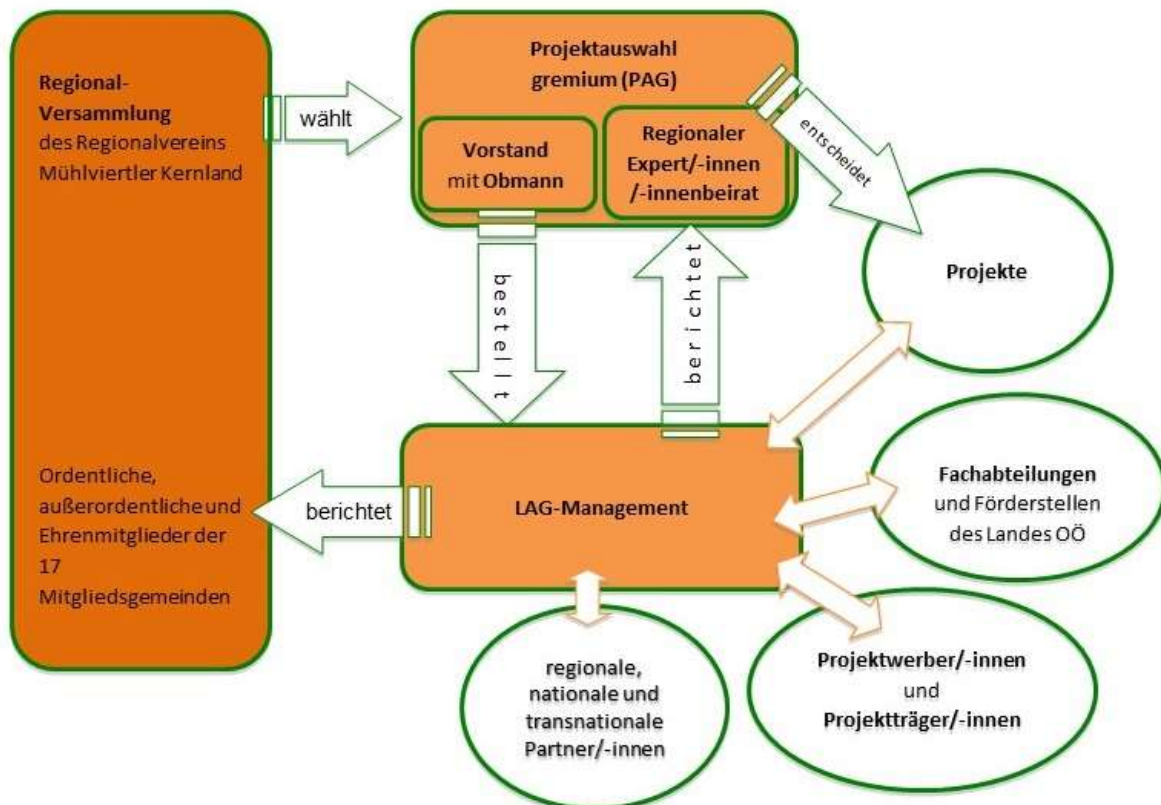 Regional-
Versammlung
des Regionalvereins
Mühlviertler Kernland
Ordentliche,
außerordentliche und
Ehrenmitglieder der
17
Mitgliedsgemeinden
wählt
Projektauswahl
gremium (PAG)
Vorstand
mit Obmann
Regionaler
Expert/-innen
/-innenbeirat
entscheidet
Projekte
bestellt
berichtet
berichtet
LAG-Management
Fachabteilungen
und Förderstellen
des Landes OÖ
Projektwerber/-innen
und
Projektträger/-innen
regionale,
nationale und
transnationale
Partner/-innen